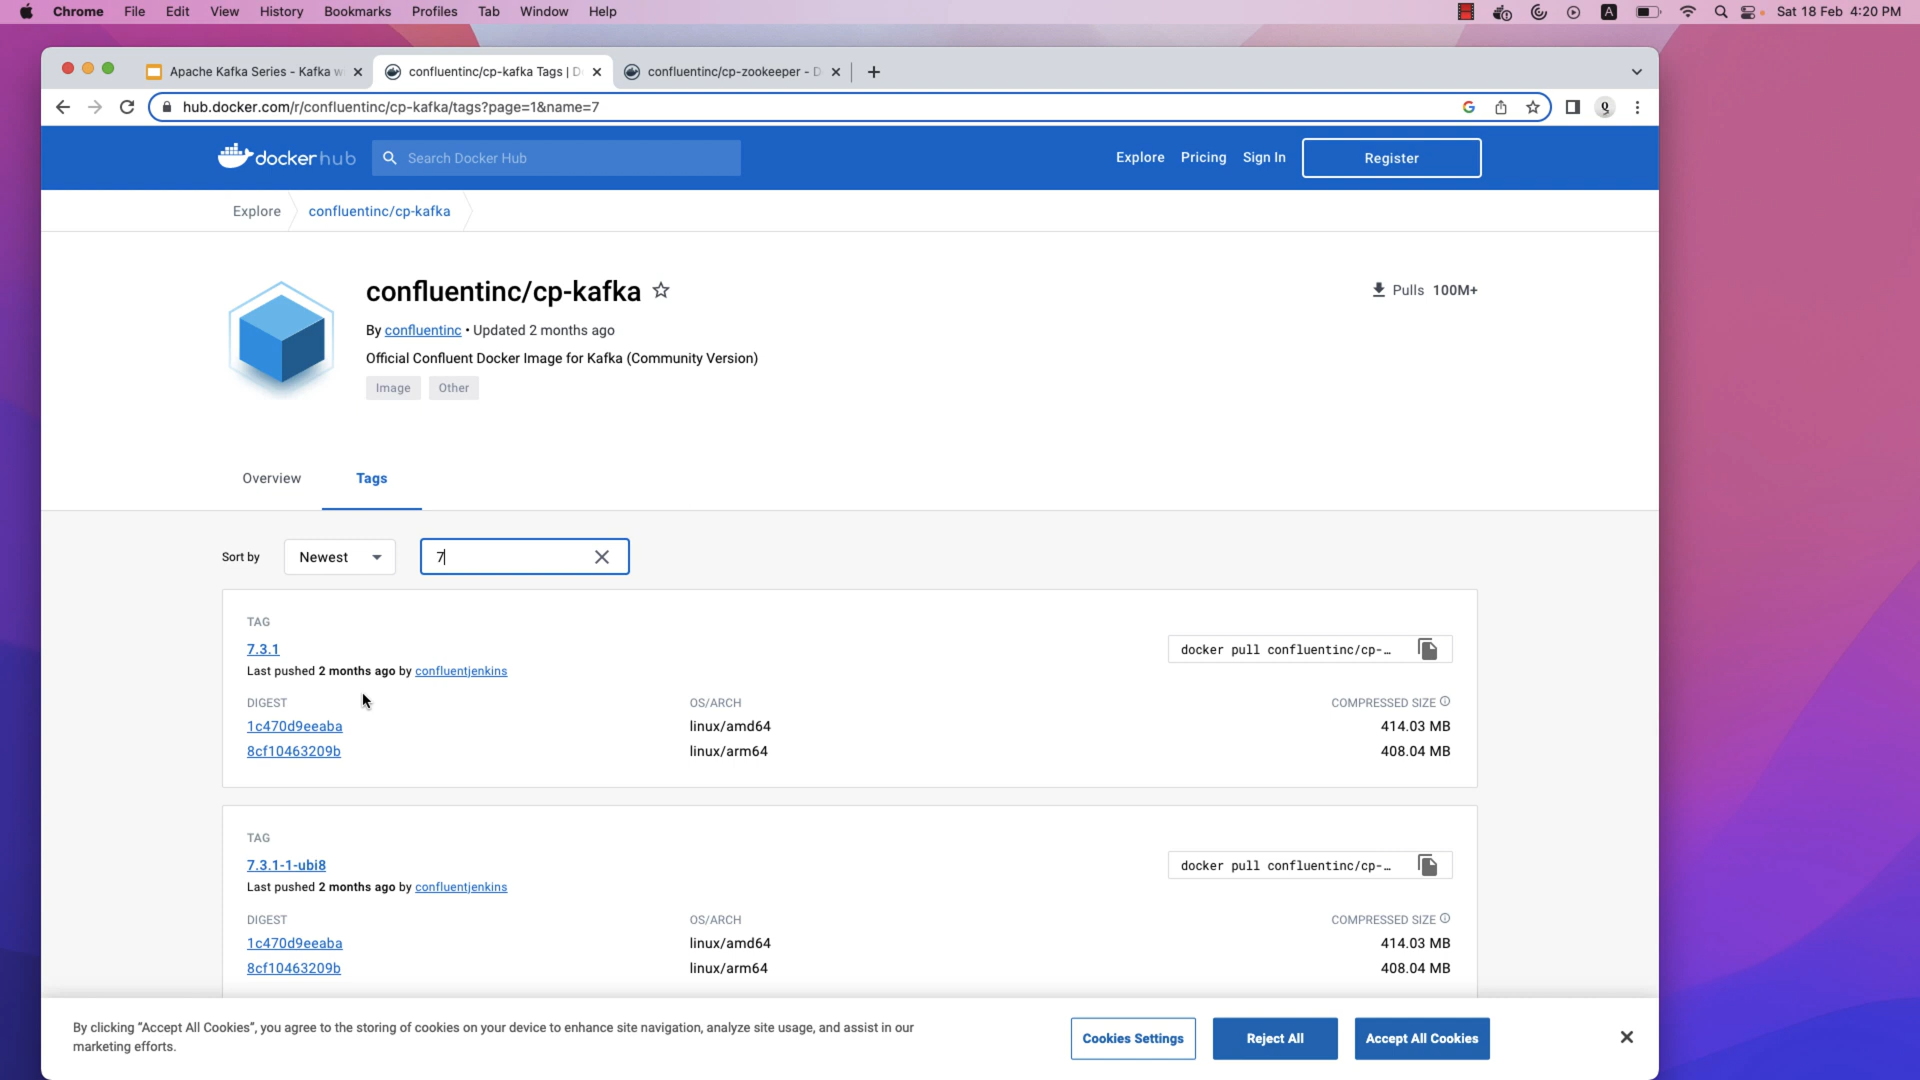 Chrome File Edit View History Bookmarks Profiles Tab Window Help
A
Sat 18 Feb 4:20 PM
Apache Kafka Series - Kafka w
confluentinc/cp-kafka Tags | D
confluentinc/cp-zookeeper - D
hub.docker.com/r/confluentinc/cp-kafka/tags?page=1&name=7
dockerhub
Search Docker Hub
Explore Pricing Sign In Register
Explore confluentinc/cp-kafka
confluentinc/cp-kafka
Pulls 100M+
By confluentinc • Updated 2 months ago
Official Confluent Docker Image for Kafka (Community Version)
Image Other
Overview Tags
Sort by Newest 7
TAG
7.3.1
docker pull confluentinc/cp-…
Last pushed 2 months ago by confluentjenkins
DIGEST OS/ARCH COMPRESSED SIZE
1c470d9eeaba linux/amd64 414.03 MB
8cf10463209b linux/arm64 408.04 MB
TAG
7.3.1-1-ubi8
docker pull confluentinc/cp-…
Last pushed 2 months ago by confluentjenkins
DIGEST OS/ARCH COMPRESSED SIZE
1c470d9eeaba linux/amd64 414.03 MB
8cf10463209b linux/arm64 408.04 MB
By clicking “Accept All Cookies”, you agree to the storing of cookies on your device to enhance site navigation, analyze site usage, and assist in our
marketing efforts.
Cookies Settings Reject All Accept All Cookies